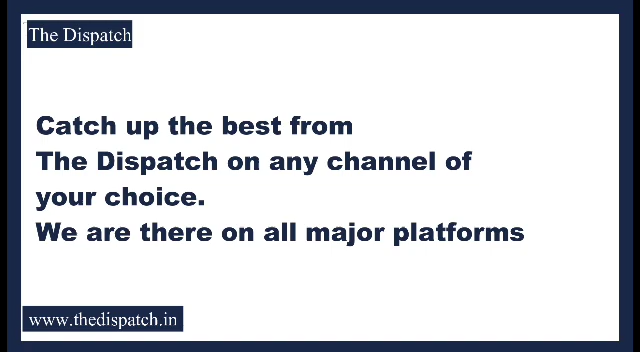 The Dispatch
Catch up the best from
The Dispatch on any channel of
your choice.
We are there on all major platforms
www.thedispatch.in